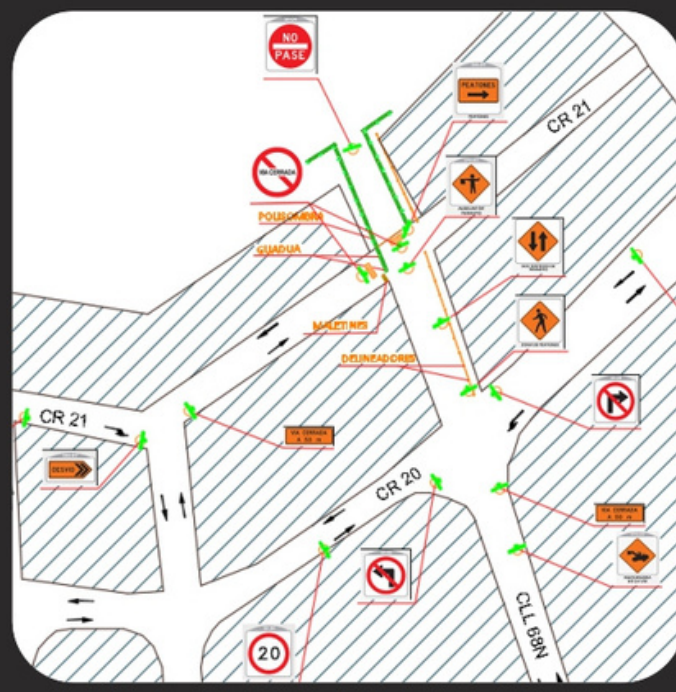 NO
PASE
PEATONES
CR 21
VIA CERRADA
POLISOMBRA
GUADUA
MALETINES
DELINEADORES
CR 21
VIA CERRADA
A 50 m
DESVIO
CR 20
VIA CERRADA
A 50 m
20
CLL 68N